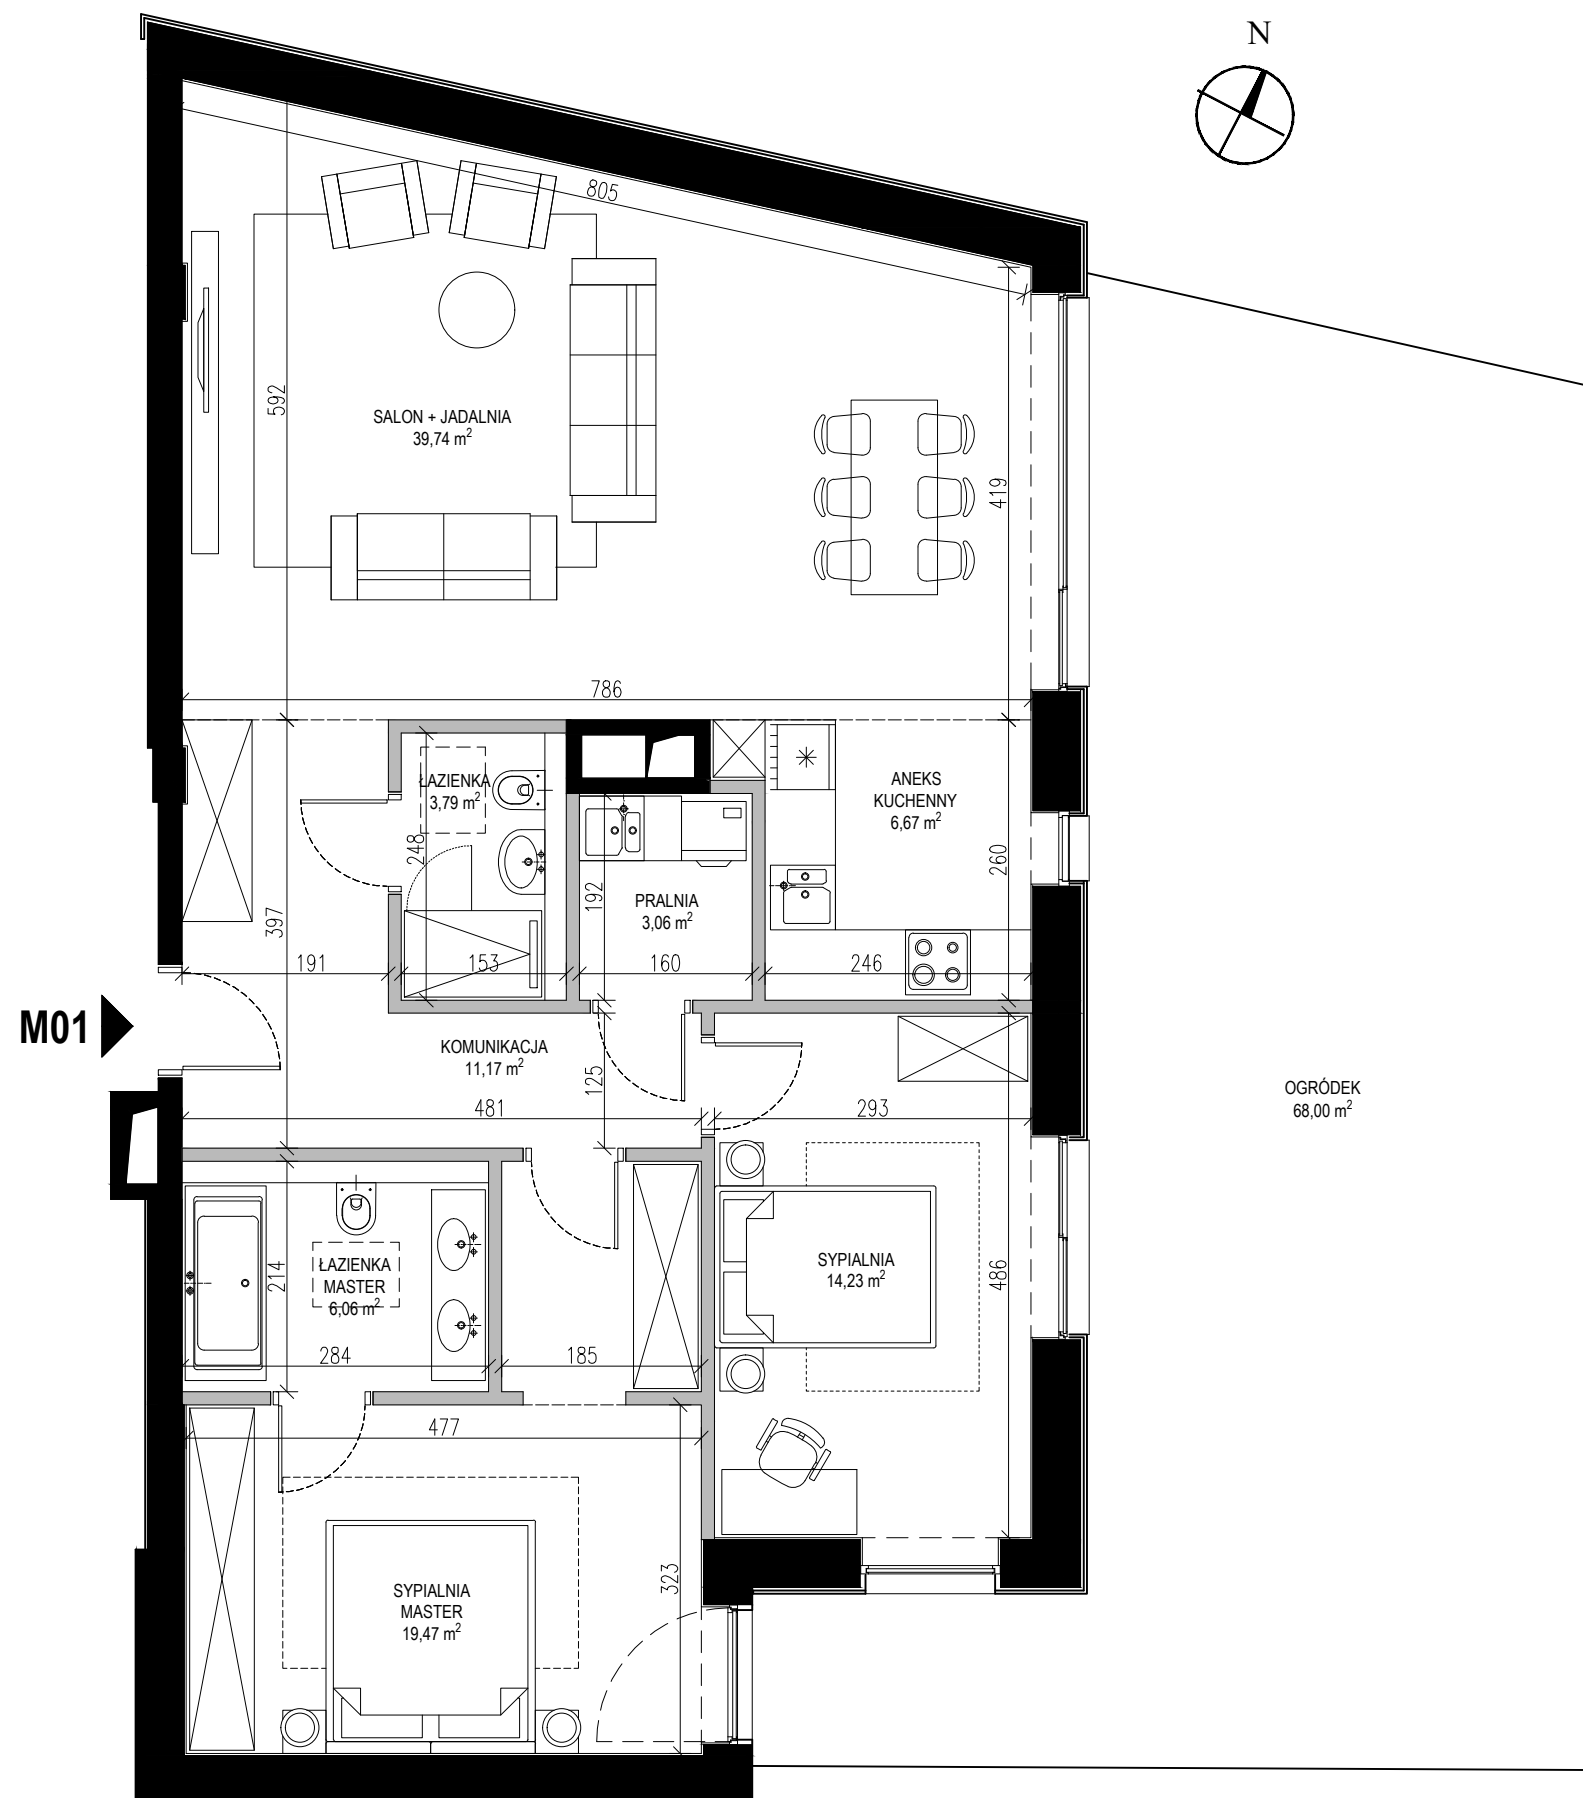 N
805
592
SALON + JADALNIA
39,74 m²
419
786
ŁAZIENKA
3,79 m²
248
ANEKS
KUCHENNY
6,67 m²
260
192
PRALNIA
3,06 m²
397
191
153
160
246
M01
KOMUNIKACJA
11,17 m²
125
481
293
OGRÓDEK
68,00 m²
214
ŁAZIENKA
MASTER
6,06 m²
SYPIALNIA
14,23 m²
486
284
185
477
323
SYPIALNIA
MASTER
19,47 m²